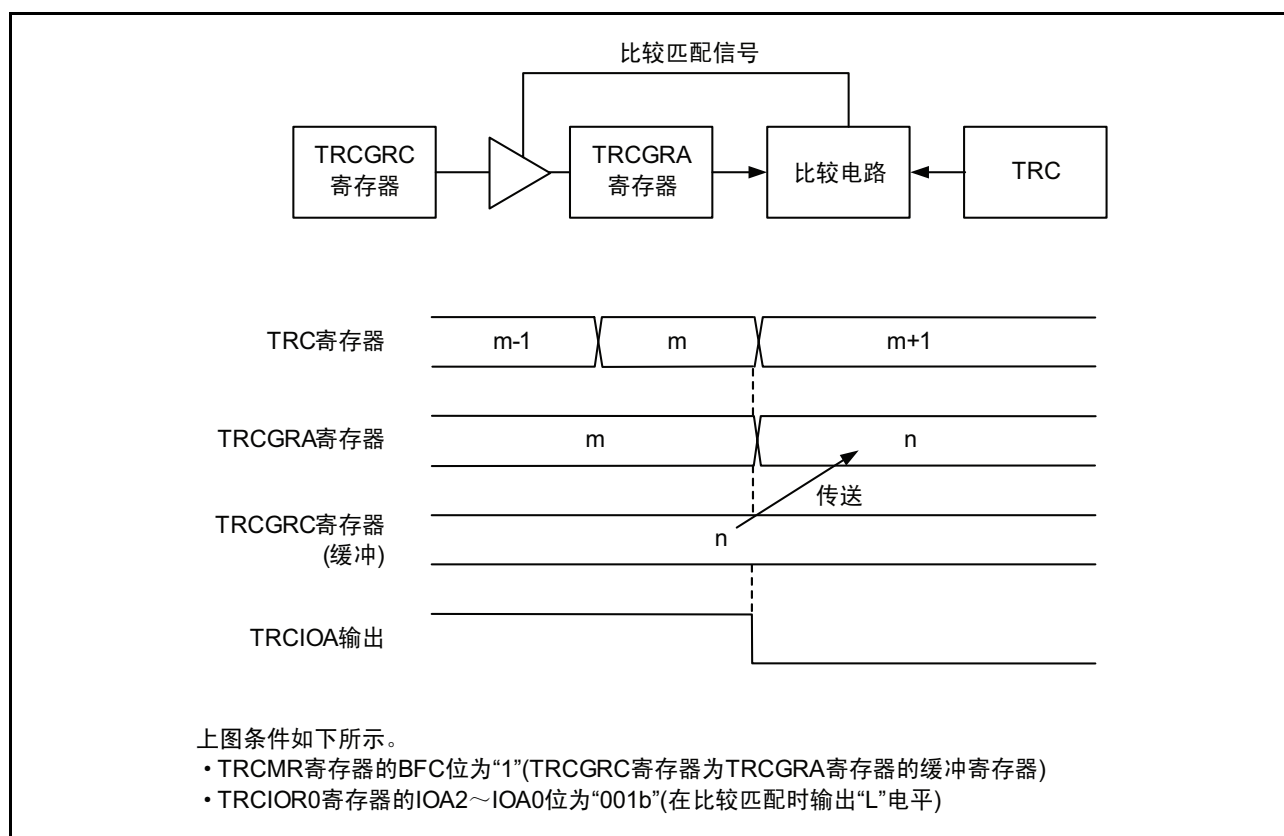 比较匹配信号
TRCGRC
寄存器
TRCGRA
寄存器
比较电路
TRC
TRC寄存器
m-1
m
m+1
TRCGRA寄存器
m
n
传送
TRCGRC寄存器
(缓冲)
n
TRCIOA输出
上图条件如下所示。
• TRCMR寄存器的BFC位为“1”(TRCGRC寄存器为TRCGRA寄存器的缓冲寄存器)
• TRCIOR0寄存器的IOA2～IOA0位为“001b”(在比较匹配时输出“L”电平)